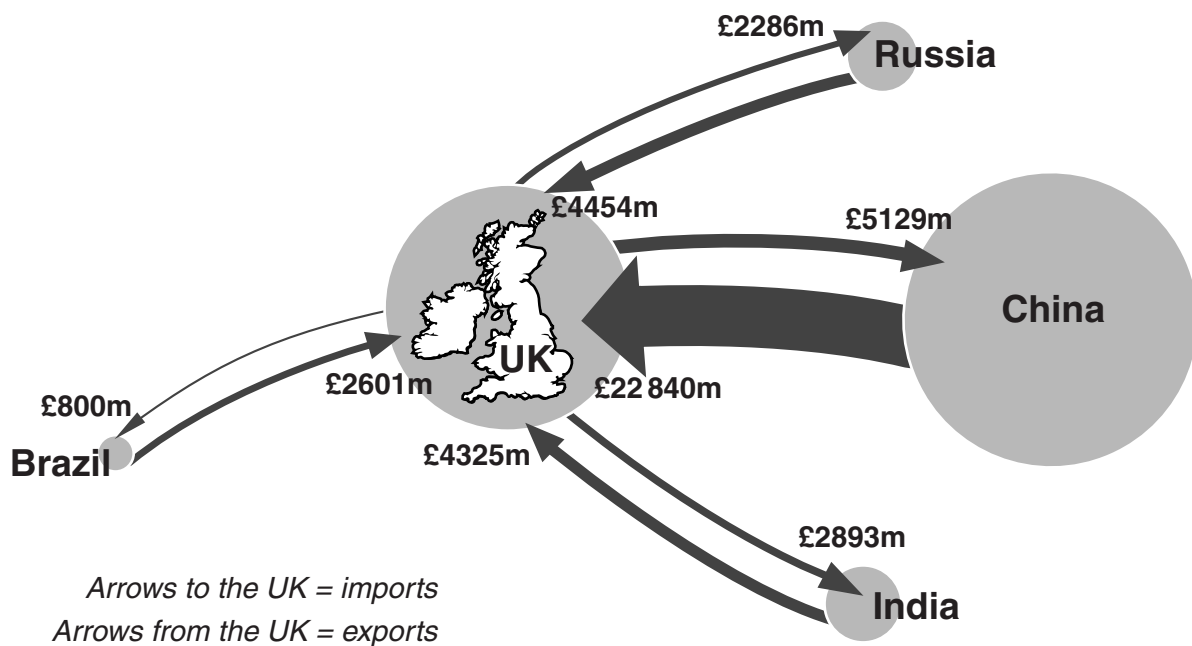 £2286m
Russia
£4454m
£5129m
China
UK
£22 840m
£2601m
£800m
Brazil
£4325m
£2893m
India
Arrows to the UK = imports
Arrows from the UK = exports